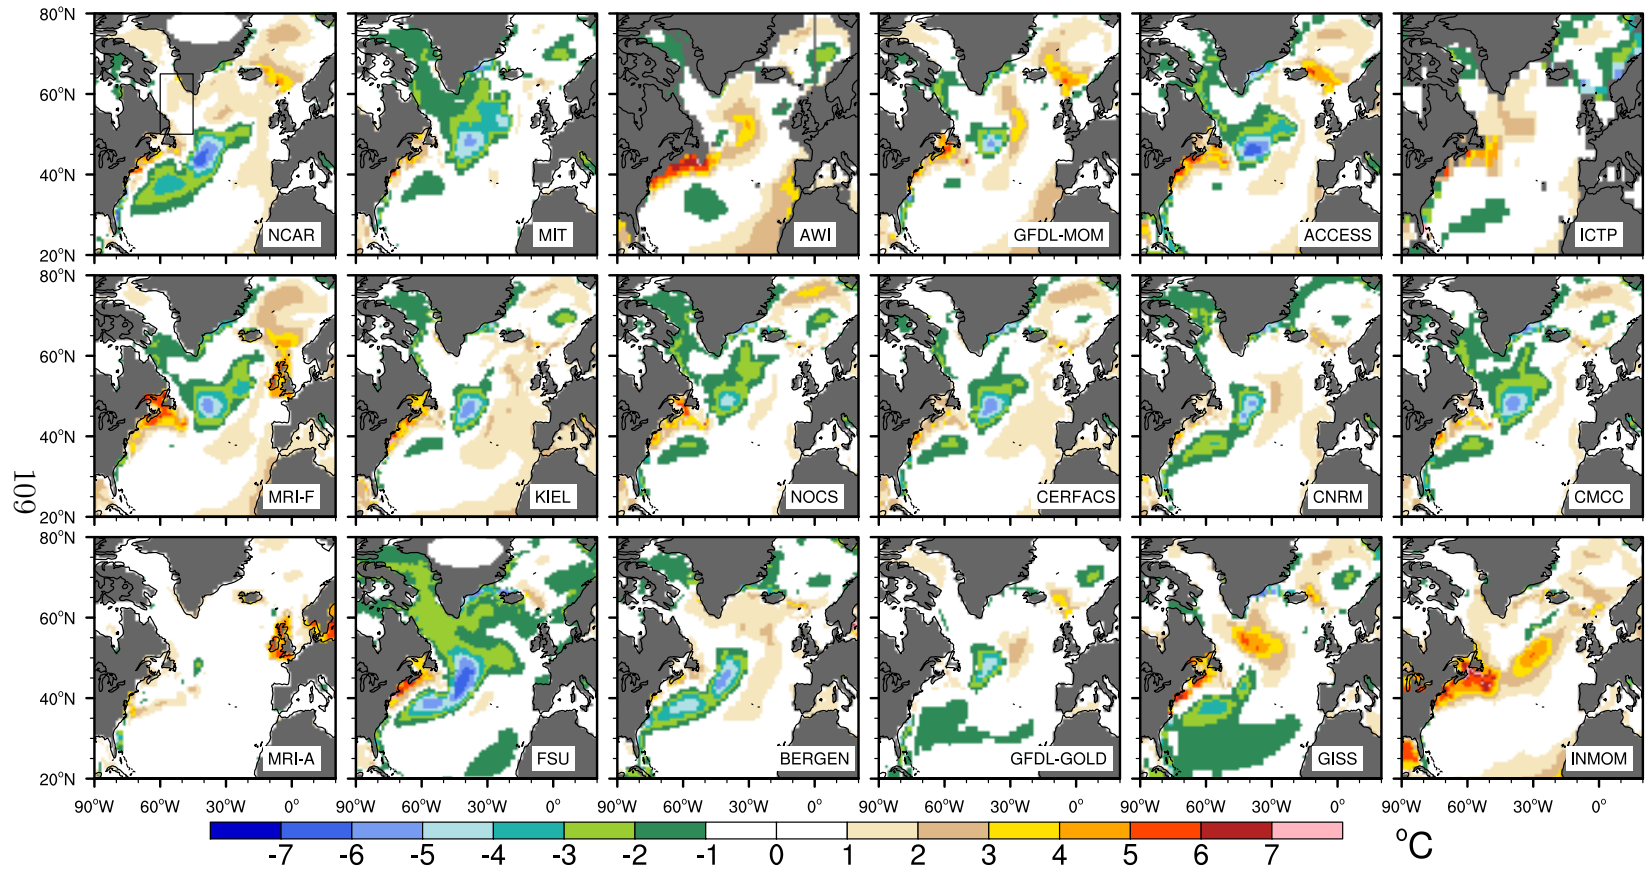 80°N
60°N
40°N
20°N
NCAR
MIT
AWI
GFDL-MOM
ACCESS
ICTP
80°N
60°N
40°N
20°N
MRI-F
KIEL
NOCS
CERFACS
CNRM
CMCC
109
80°N
60°N
40°N
20°N
MRI-A
FSU
BERGEN
GFDL-GOLD
GISS
INMOM
90°W 60°W 30°W 0° 90°W 60°W 30°W 0° 90°W 60°W 30°W 0° 90°W 60°W 30°W 0° 90°W 60°W 30°W 0° 90°W 60°W 30°W 0°
-7 -6 -5 -4 -3 -2 -1 0 1 2 3 4 5 6 7 °C